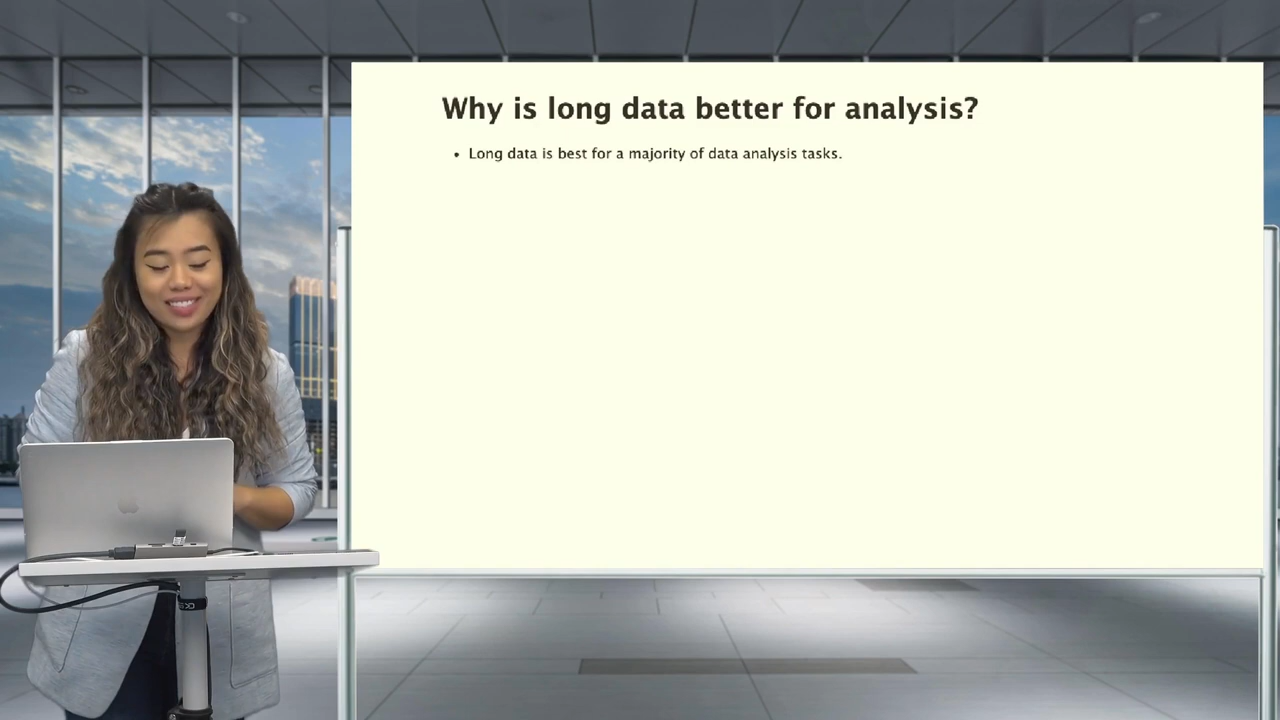 Why is long data better for analysis?
• Long data is best for a majority of data analysis tasks.